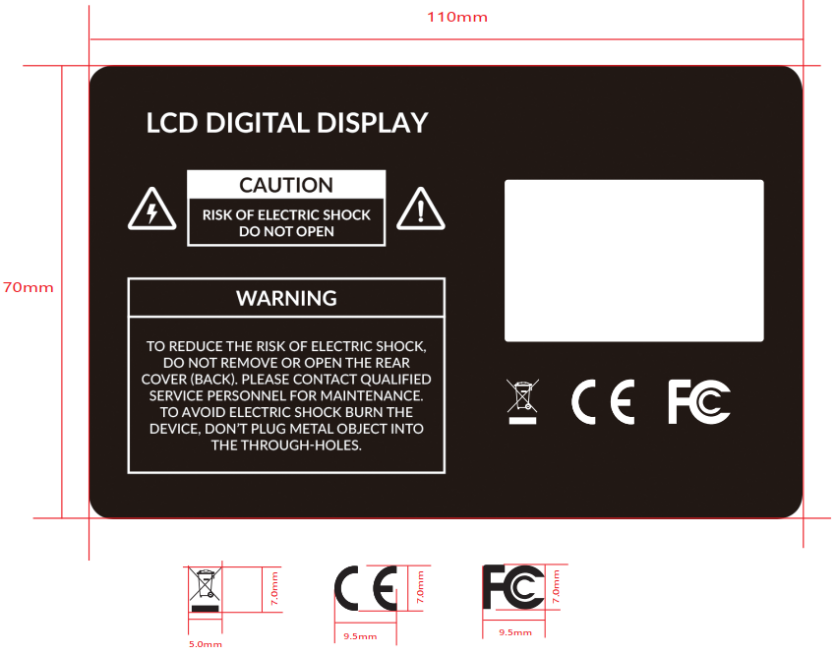 110mm
LCD DIGITAL DISPLAY
CAUTION
RISK OF ELECTRIC SHOCK
DO NOT OPEN
70mm
WARNING
TO REDUCE THE RISK OF ELECTRIC SHOCK,
DO NOT REMOVE OR OPEN THE REAR
COVER (BACK). PLEASE CONTACT QUALIFIED
SERVICE PERSONNEL FOR MAINTENANCE.
TO AVOID ELECTRIC SHOCK BURN THE
DEVICE, DON'T PLUG METAL OBJECT INTO
THE THROUGH-HOLES.
CE FC
7.0mm
5.0mm
CE
7.0mm
9.5mm
FC
7.0mm
9.5mm